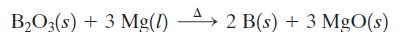 B₂O₃(s) + 3 Mg(l) —Δ→ 2 B(s) + 3 MgO(s)